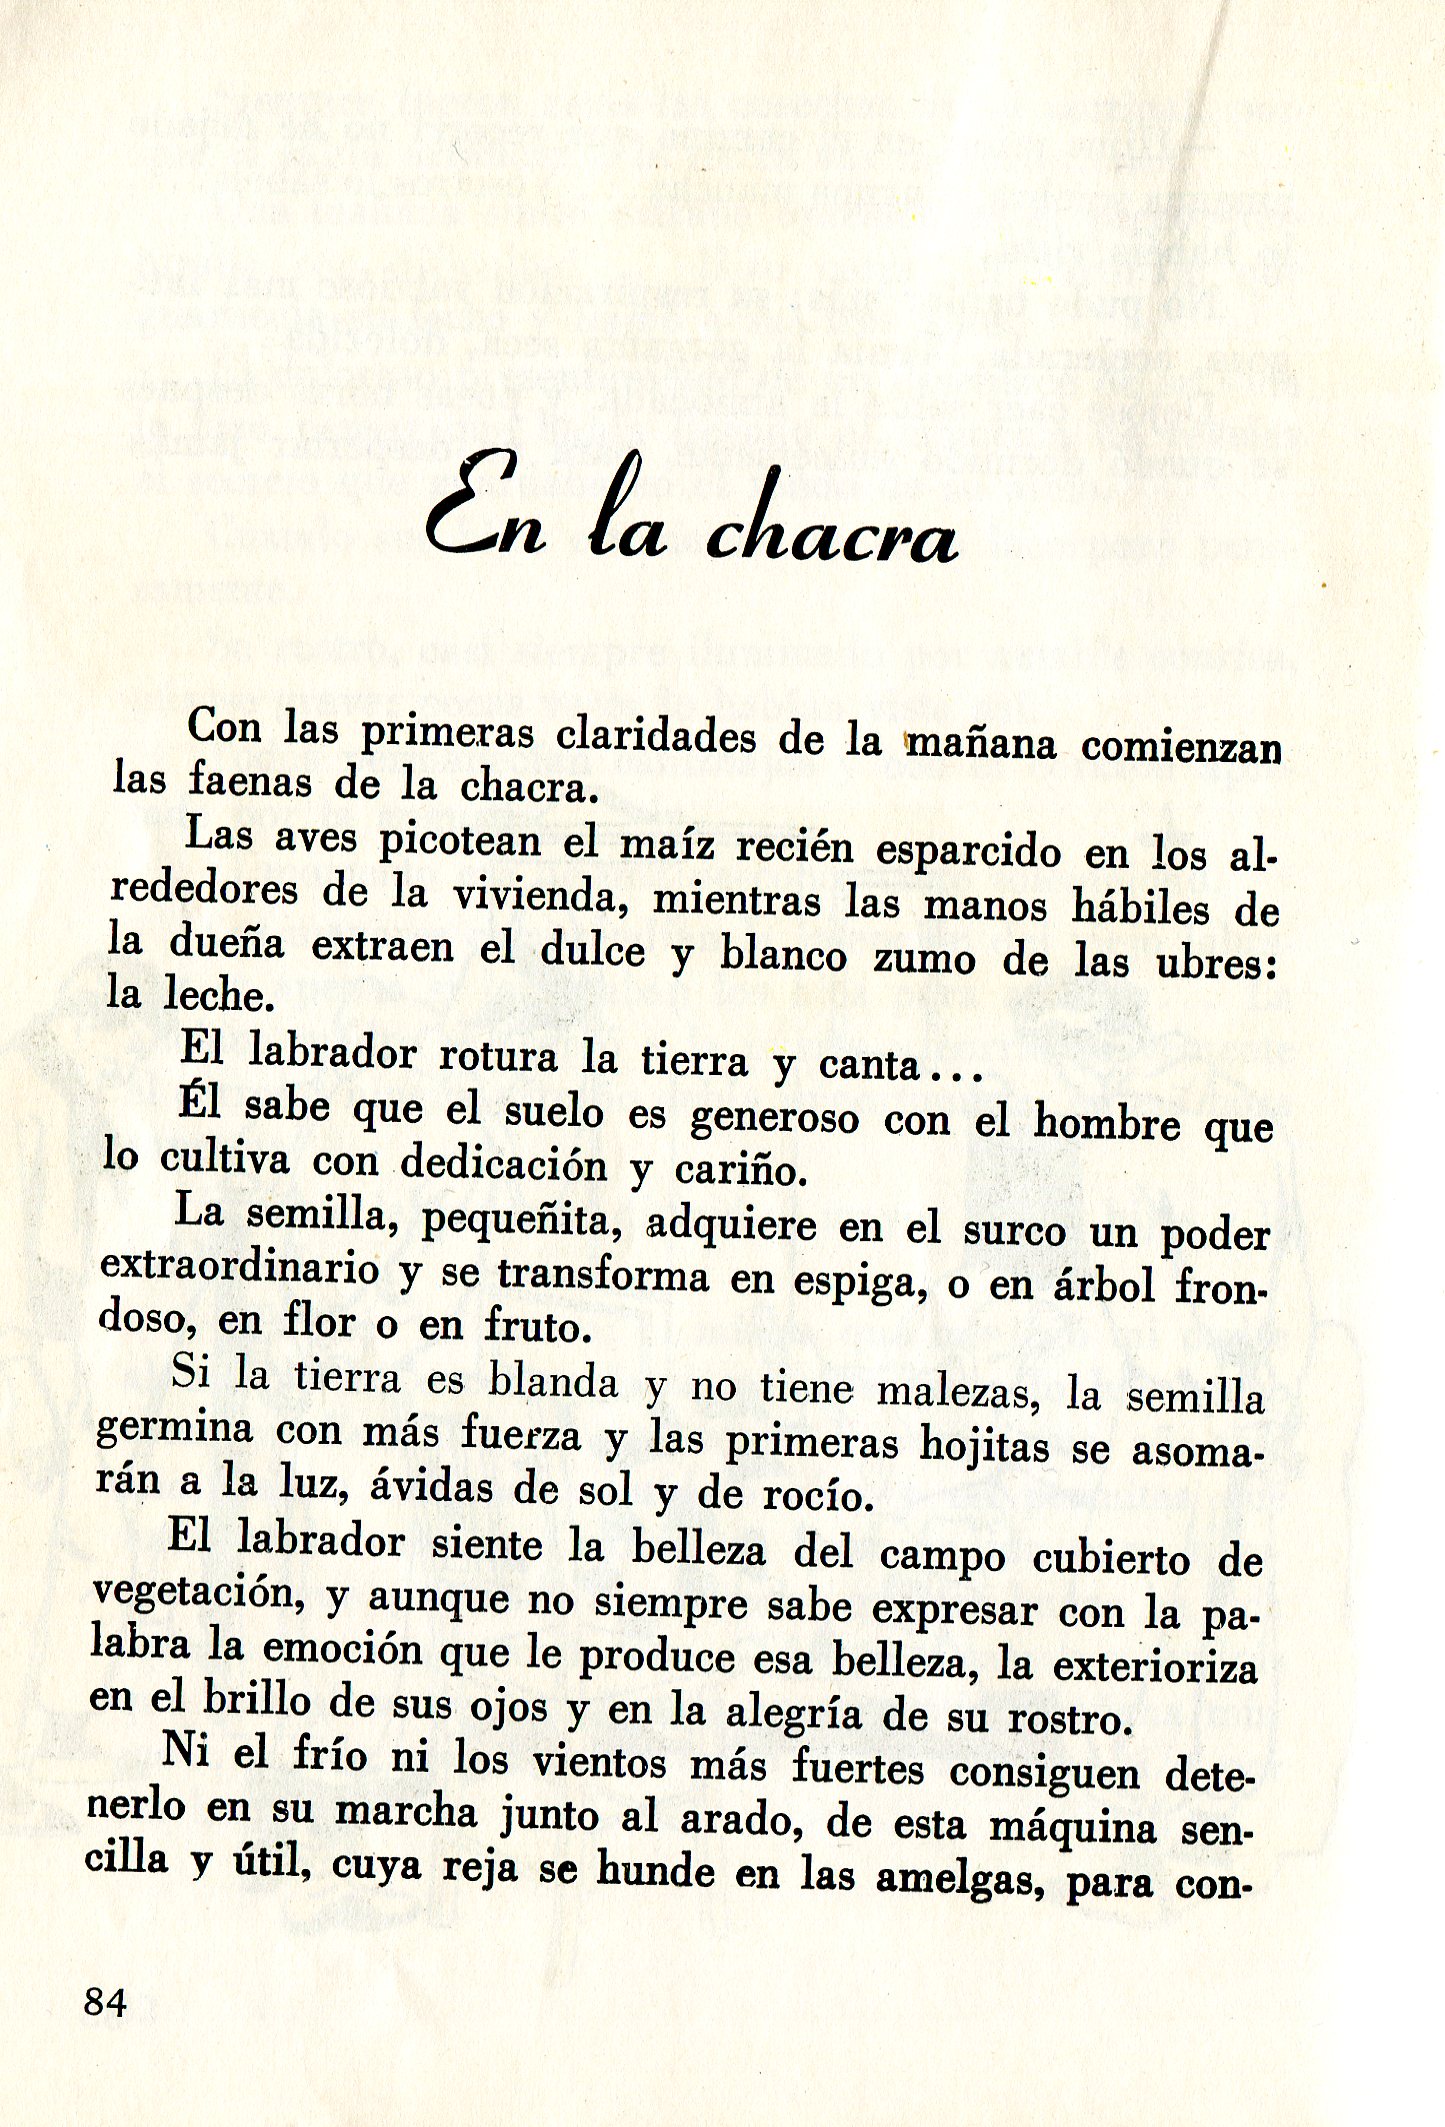 En la chacra
Con las primeras claridades de la mañana comienzan
las faenas de la chacra.
Las aves picotean el maíz recién esparcido en los al-
rededores de la vivienda, mientras las manos hábiles de
la dueña extraen el dulce y blanco zumo de las ubres:
la leche.
El labrador rotura la tierra y canta...
Él sabe que el suelo es generoso con el hombre que
lo cultiva con dedicación y cariño.
La semilla, pequeñita, adquiere en el surco un poder
extraordinario y se transforma en espiga, o en árbol fron-
doso, en flor o en fruto.
Si la tierra es blanda y no tiene malezas, la semilla
germina con más fuerza y las primeras hojitas se asoma-
rán a la luz, ávidas de sol y de rocío.
El labrador siente la belleza del campo cubierto de
vegetación, y aunque no siempre sabe expresar con la pa-
labra la emoción que le produce esa belleza, la exterioriza
en el brillo de sus ojos y en la alegría de su rostro.
Ni el frío ni los vientos más fuertes consiguen dete-
nerlo en su marcha junto al arado, de esta máquina sen-
cilla y útil, cuya reja se hunde en las amelgas, para con-
84